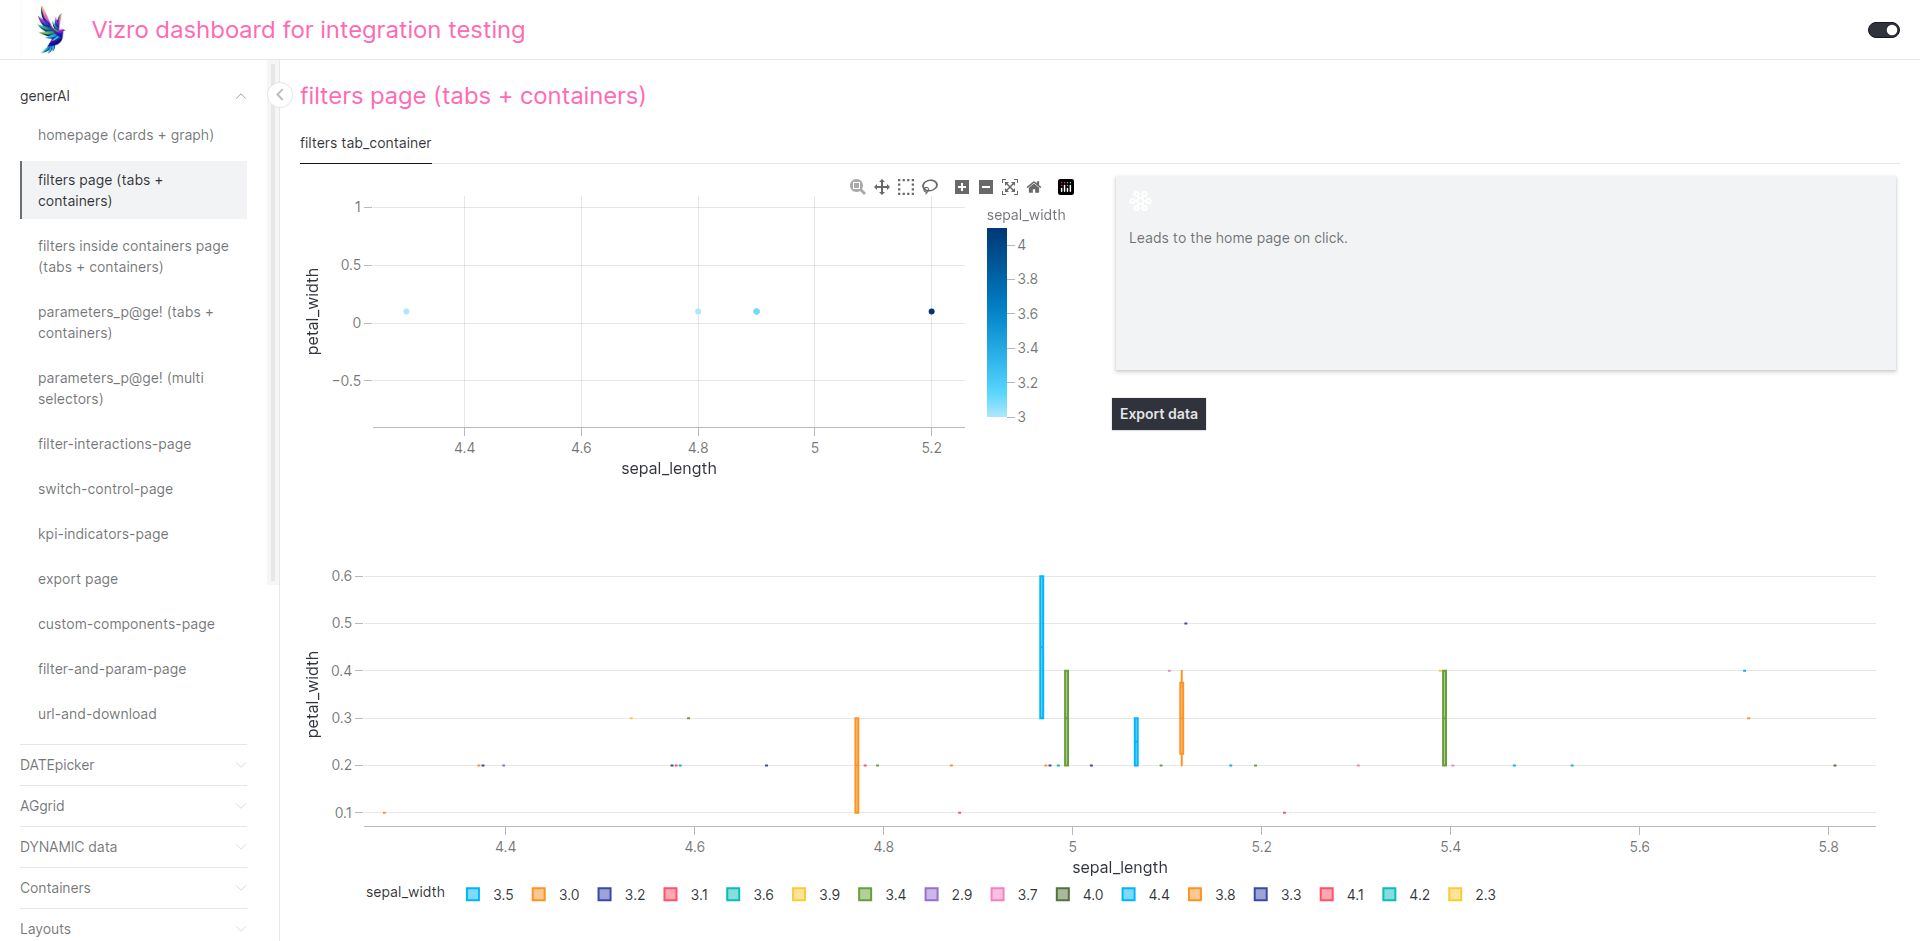 Vizro dashboard for integration testing
generAI
homepage (cards + graph)
filters page (tabs +
containers)
filters inside containers page
(tabs + containers)
parameters_p@ge! (tabs +
containers)
parameters_p@ge! (multi
selectors)
filter-interactions-page
switch-control-page
kpi-indicators-page
export page
custom-components-page
filter-and-param-page
url-and-download
DATEpicker
AGgrid
DYNAMIC data
Containers
Layouts
filters page (tabs + containers)
filters tab_container
1
0.5
0
−0.5
petal_width
4.4 4.6 4.8 5 5.2
sepal_length
sepal_width
4
3.8
3.6
3.4
3.2
3
Leads to the home page on click.
Export data
0.6
0.5
0.4
0.3
0.2
0.1
petal_width
4.4 4.6 4.8 5 5.2 5.4 5.6 5.8
sepal_length
sepal_width 3.5 3.0 3.2 3.1 3.6 3.9 3.4 2.9 3.7 4.0 4.4 3.8 3.3 4.1 4.2 2.3